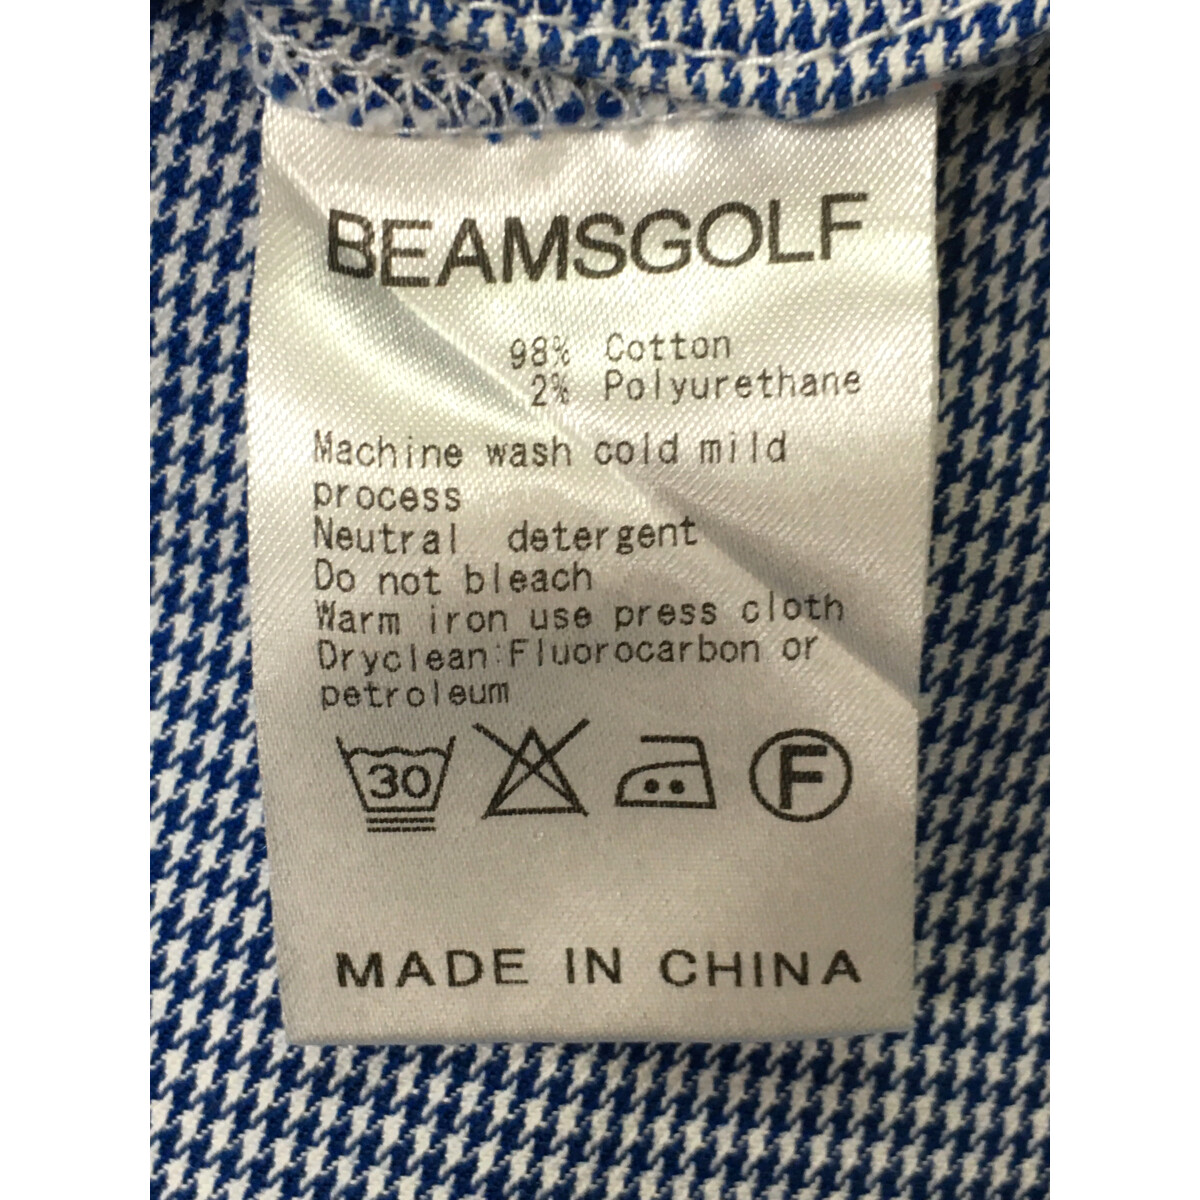 BEAMSGOLF
98% Cotton
2% Polyurethane
Machine wash cold mild
process
Neutral detergent
Do not bleach
Warm iron use press cloth
Dryclean:Fluorocarbon or
petroleum
30 F
MADE IN CHINA